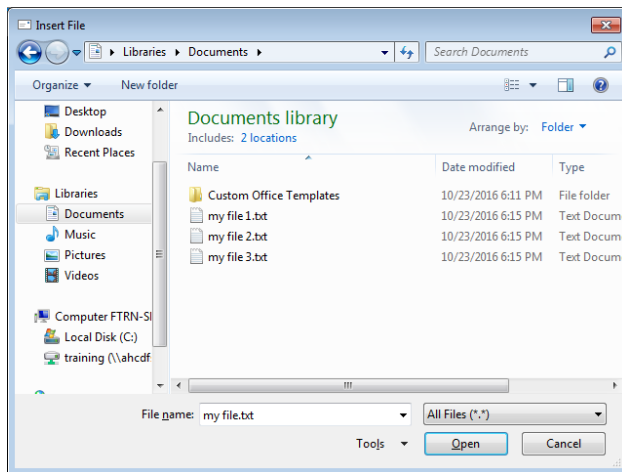 Insert File
Libraries Documents
Search Documents
Organize New folder
Desktop
Downloads
Recent Places
Libraries
Documents
Music
Pictures
Videos
Computer FTRN-SI
Local Disk (C:)
training (\\ahcdf
Documents library
Includes: 2 locations
Arrange by: Folder
Name Date modified Type
Custom Office Templates 10/23/2016 6:11 PM File folder
my file 1.txt 10/23/2016 6:15 PM Text Docum
my file 2.txt 10/23/2016 6:15 PM Text Docum
my file 3.txt 10/23/2016 6:15 PM Text Docum
File name: my file.txt All Files (*.*)
Tools Open Cancel